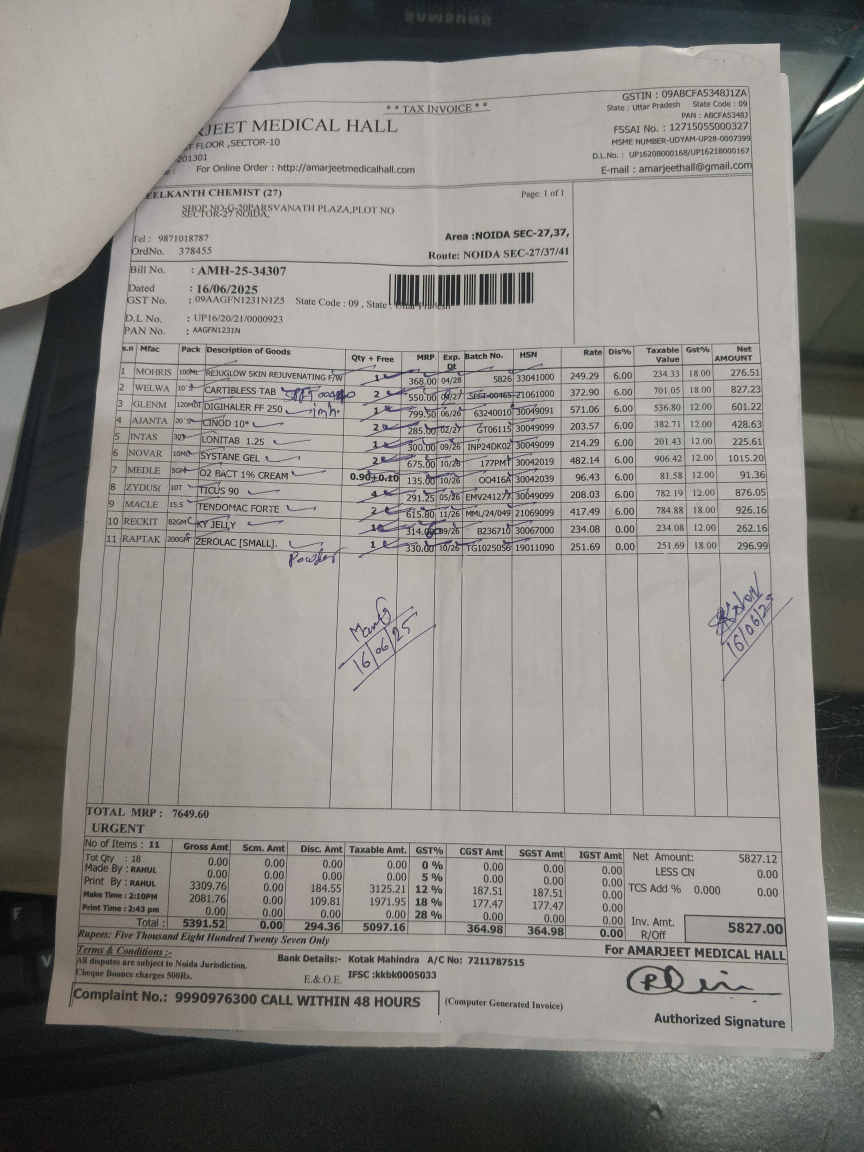 SAMSUNG
* * TAX INVOICE * *
GSTIN : 09ABCFA5348J1ZA
State : Uttar Pradesh State Code : 09
PAN : ABCFA5348J
FSSAI No. : 12715055000327
MSME NUMBER-UDYAM-UP28-0007399
D.L.No. : UP1620B000168/UP1621B000167
E-mail : amarjeethall@gmail.com
RJEET MEDICAL HALL
T FLOOR ,SECTOR-10
-201301
For Online Order : http://amarjeetmedicalhall.com
EELKANTH CHEMIST (27)
Page: 1 of 1
SHOP NO-G-20PARSVANATH PLAZA,PLOT NO
SECTOR-27 NOIDA,
Tel : 9871018787
Area :NOIDA SEC-27,37,
OrdNo. 378455
Route: NOIDA SEC-27/37/41
Bill No. : AMH-25-34307
Dated : 16/06/2025
GST No. : 09AAGFN1231N1Z5 State Code : 09 , State : Uttar Pradesh
D.L No. : UP16/20/21/0000923
PAN No. : AAGFN1231N
s.n Mfac Pack Description of Goods Qty + Free MRP Exp. Dt Batch No. HSN Rate Dis% Taxable Value Gst% Net AMOUNT
1 MOHRIS 100ML REJUGLOW SKIN REJUVENATING F/W 1 368.00 04/28 5826 33041000 249.29 6.00 234.33 18.00 276.51
2 WELWA 10'S CARTIBLESS TAB 2 550.00 09/27 SPFT-00465 21061000 372.90 6.00 701.05 18.00 827.23
3 GLENM 120MDT DIGIHALER FF 250 inh. 1 799.50 06/26 63240010 30049091 571.06 6.00 536.80 12.00 601.22
4 AJANTA 20'S CINOD 10* 2 285.00 02/27 GT06115 30049099 203.57 6.00 382.71 12.00 428.63
5 INTAS 30's LONITAB 1.25 1 300.00 09/26 INP24DK02 30049099 214.29 6.00 201.43 12.00 225.61
6 NOVAR 10MG SYSTANE GEL 2 675.00 10/26 177PMT 30042019 482.14 6.00 906.42 12.00 1015.20
7 MEDLE 5GM O2 BACT 1% CREAM 0.90+0.10 135.00 10/26 OO416A 30042039 96.43 6.00 81.58 12.00 91.36
8 ZYDUS( 10T TICUS 90 4 291.25 05/26 EMV241277 30049099 208.03 6.00 782.19 12.00 876.05
9 MACLE 15.5 TENDOMAC FORTE 2 615.80 11/26 MML/24/049 21069099 417.49 6.00 784.88 18.00 926.16
10 RECKIT 82GM KY JELLY 1 314.00 09/26 B236710 30067000 234.08 0.00 234.08 12.00 262.16
11 RAPTAK 200GM ZEROLAC [SMALL]. 1 330.00 10/26 TG1025056 19011090 251.69 0.00 251.69 18.00 296.99
Powder
16/06/25
16/06/25
TOTAL MRP : 7649.60
URGENT
No of Items : 11 Gross Amt Scm. Amt Disc. Amt Taxable Amt. GST% CGST Amt SGST Amt IGST Amt Net Amount: 5827.12
Tot Qty : 18 0.00 0.00 0.00 0.00 0 % 0.00 0.00 0.00 LESS CN 0.00
Made By : RAHUL 0.00 0.00 0.00 0.00 5 % 0.00 0.00 0.00
Print By : RAHUL 3309.76 0.00 184.55 3125.21 12 % 187.51 187.51 0.00 TCS Add % 0.000 0.00
Make Time : 2:10PM 2081.76 0.00 109.81 1971.95 18 % 177.47 177.47 0.00
Print Time : 2:43 pm 0.00 0.00 0.00 0.00 28 % 0.00 0.00 0.00
Total : 5391.52 0.00 294.36 5097.16 364.98 364.98 0.00 Inv. Amt. R/Off 5827.00
Rupees: Five Thousand Eight Hundred Twenty Seven Only
Terms & Conditions :-
All disputes are subject to Noida Jurisdiction.
Cheque Bounce charges 500Rs.
Bank Details:- Kotak Mahindra A/C No: 7211787515
E.&.O.E. IFSC :kkbk0005033
For AMARJEET MEDICAL HALL
Complaint No.: 9990976300 CALL WITHIN 48 HOURS
(Computer Generated Invoice)
Authorized Signature